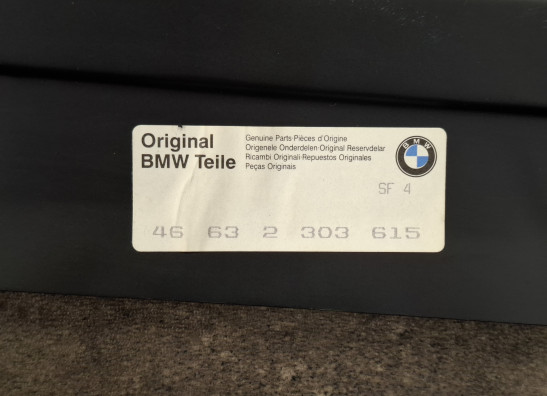 Original
BMW Teile
Genuine Parts·Pièces d'Origine
Origenele Onderdelen·Original Reservdelar
Ricambi Originali·Repuestos Originales
Peças Originais
BMW
SF 4
46 63 2 303 615